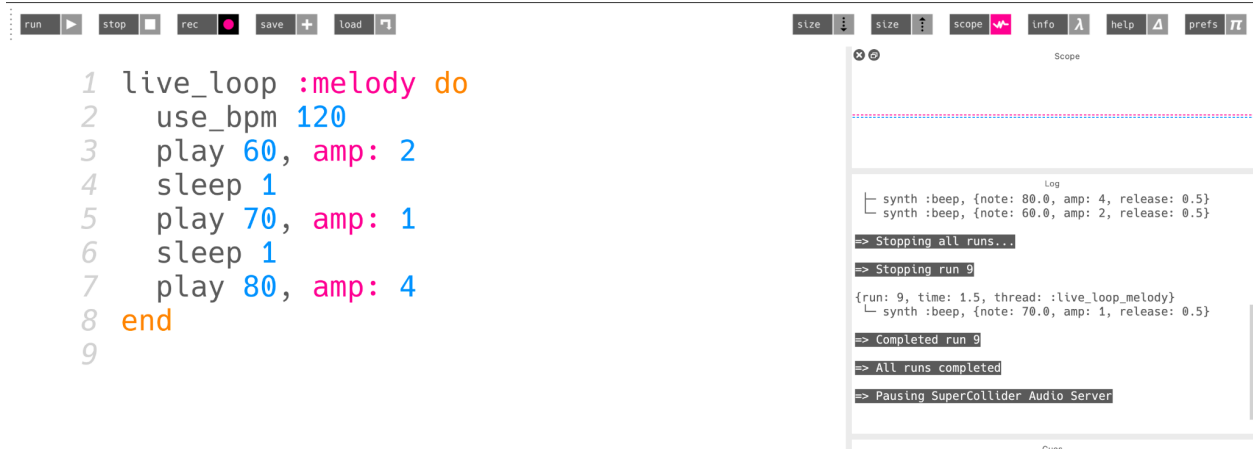 run stop rec save + load size size scope info λ help Δ prefs π
1 live_loop :melody do
2 use_bpm 120
3 play 60, amp: 2
4 sleep 1
5 play 70, amp: 1
6 sleep 1
7 play 80, amp: 4
8 end
9
Scope
Log
synth :beep, {note: 80.0, amp: 4, release: 0.5}
synth :beep, {note: 60.0, amp: 2, release: 0.5}
=> Stopping all runs...
=> Stopping run 9
{run: 9, time: 1.5, thread: :live_loop_melody}
synth :beep, {note: 70.0, amp: 1, release: 0.5}
=> Completed run 9
=> All runs completed
=> Pausing SuperCollider Audio Server